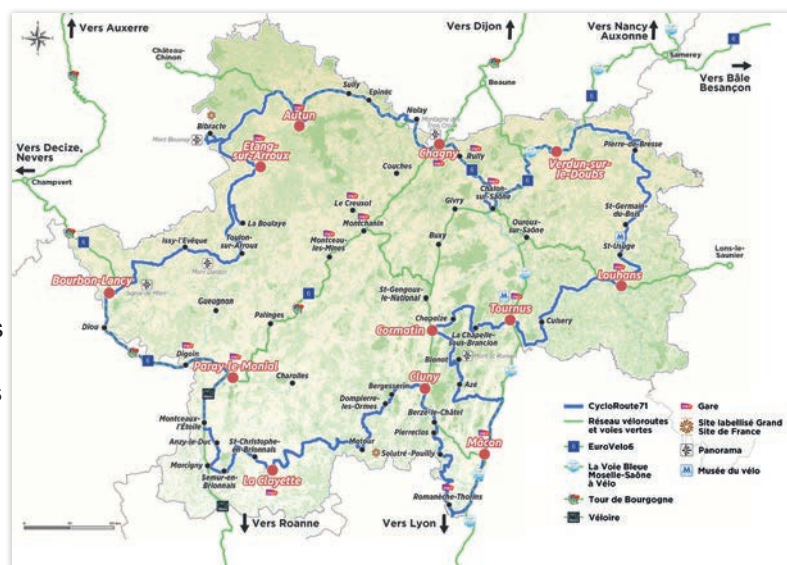 Vers Auxerre
Vers Dijon
Vers Nancy
Auxonne
Château-
Chinon
Samerey
Beaune
Vers Bâle
Besançon
Sully
Epinac
Nolay
Autun
Bibracte
Chagny
Rully
Verdun-sur
-le-Doubs
Pierre-de-Bresse
Vers Decize,
Nevers
Champvert
Etang-
sur-Arroux
Couches
Chalon-
sur-Saône
St-Germain-
du-Bois
Le Creusot
Montchanin
Givry
Ouroux-
sur-Saône
La Boulaye
Issy-l'Evêque
Toulon-
sur-Arroux
Montceau-
les-Mines
Buxy
St-Usuge
Lons-le-
Saunier
Bourbon-Lancy
Louhans
Gueugnon
St-Gengoux
-le-National
Tournus
Palinges
Chapaize
Cormatin
La Chapelle-
sous-Brancion
Cuisery
Diou
Digoin
Blanot
Paray-le-Monial
Cluny
Azé
Charolles
Bergesserin
Dompierre-
les-Ormes
Berzé-le-Châtel
Montceaux-
l'Étoile
Pierreclos
Anzy-le-Duc
St-Christophe-
en-Brionnais
Matour
Solutré-Pouilly
Mâcon
Marcigny
Semur-en-
Brionnais
La Clayette
Romanèche-Thorins
Vers Roanne
Vers Lyon
CycloRoute71
Réseau véloroutes
et voies vertes
EuroVelo6
La Voie Bleue
Moselle-Saône
à Vélo
Tour de Bourgogne
Véloire
Gare
Site labellisé Grand
Site de France
Panorama
Musée du vélo